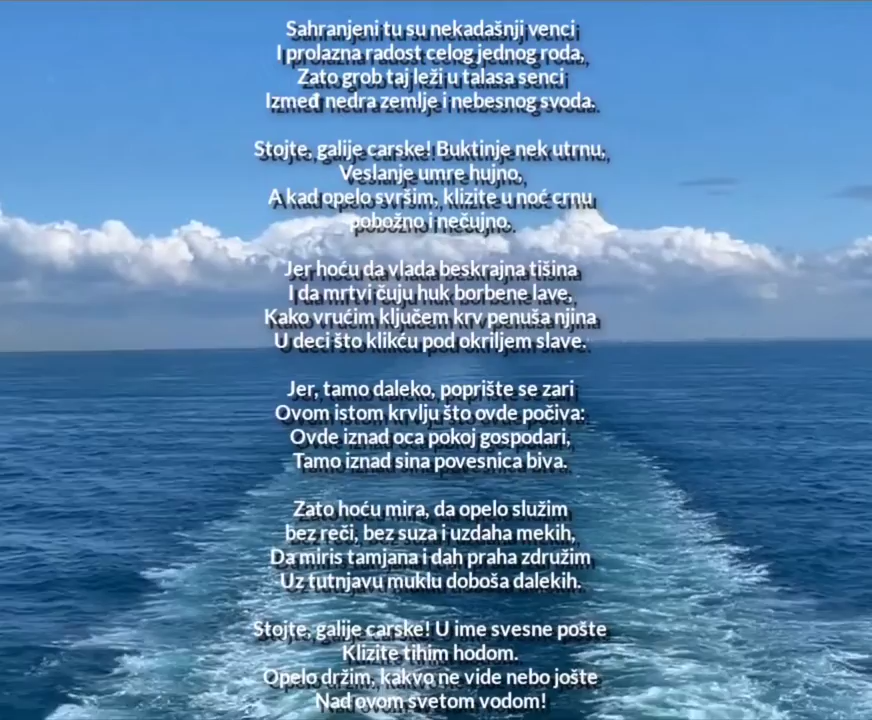 Sahranjeni tu su nekadašnji venci
I prolazna radost celog jednog roda,
Zato grob taj leži u talasa senci
Izmeđ nedra zemlje i nebesnog svoda.
Stojte, galije carske! Buktinje nek utrnu,
Veslanje umre hujno,
A kad opelo svršim, klizite u noć crnu
pobožno i nečujno.
Jer hoću da vlada beskrajna tišina
I da mrtvi čuju huk borbene lave,
Kako vrućim ključem krv penuša njina
U deci što klikću pod okriljem slave.
Jer, tamo daleko, poprište se zari
Ovom istom krvlju što ovde počiva:
Ovde iznad oca pokoj gospodari,
Tamo iznad sina povesnica biva.
Zato hoću mira, da opelo služim
bez reči, bez suza i uzdaha mekih,
Da miris tamjana i dah praha združim
Uz tutnjavu muklu doboša dalekih.
Stojte, galije carske! U ime svesne pošte
Klizite tihim hodom.
Opelo držim, kakvo ne vide nebo jošte
Nad ovom svetom vodom!